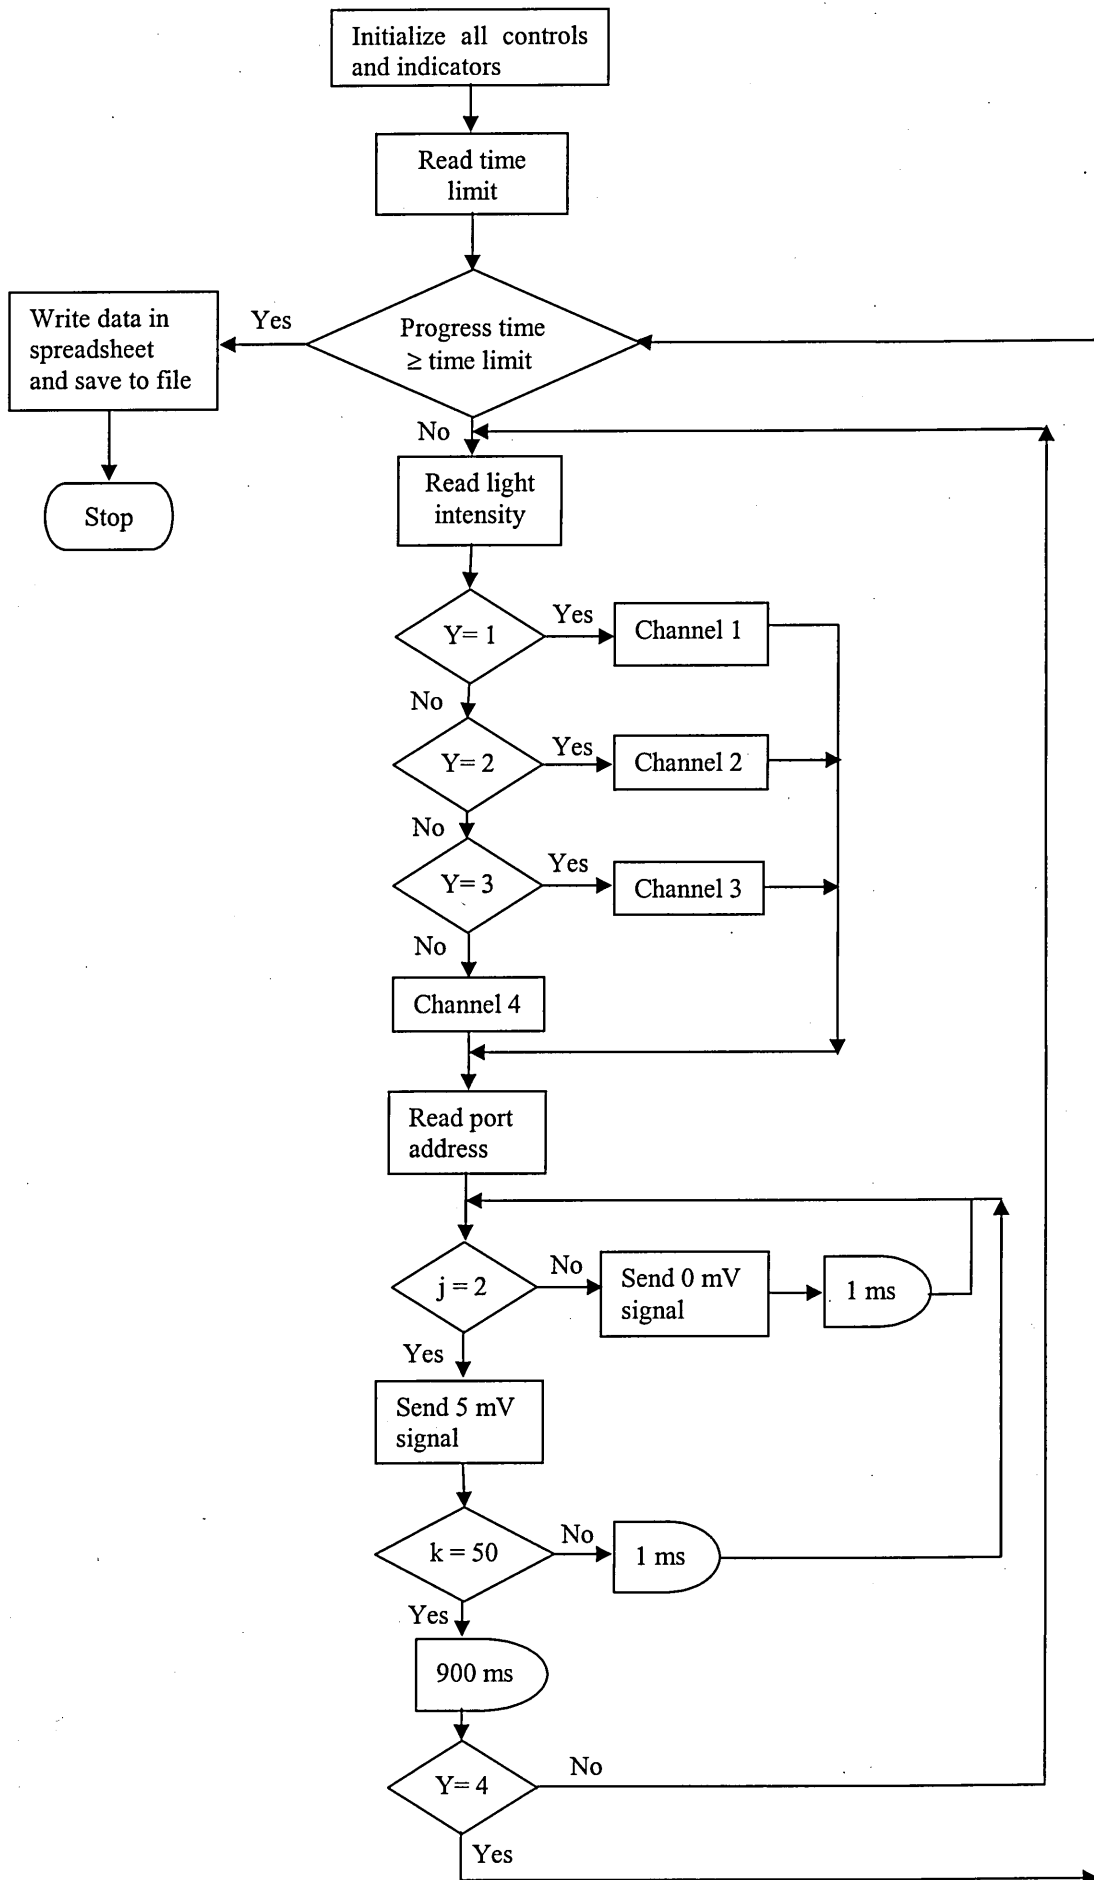 Initialize all controls
and indicators
Read time
limit
Progress time
≥ time limit
Yes
Write data in
spreadsheet
and save to file
Stop
No
Read light
intensity
Y= 1
Yes
Channel 1
No
Y= 2
Yes
Channel 2
No
Y= 3
Yes
Channel 3
No
Channel 4
Read port
address
j = 2
No
Send 0 mV
signal
1 ms
Yes
Send 5 mV
signal
k = 50
No
1 ms
Yes
900 ms
Y= 4
No
Yes